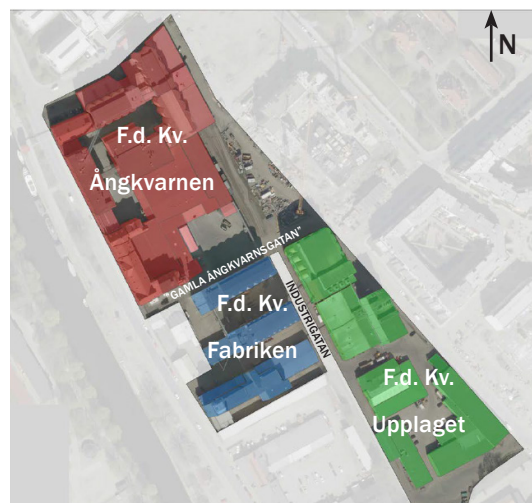 N
F.d. Kv.
Ångkvarnen
"GAMLA ÅNGKVARNSGATAN"
F.d. Kv.
Fabriken
INDUSTRIGATAN
F.d. Kv.
Upplaget